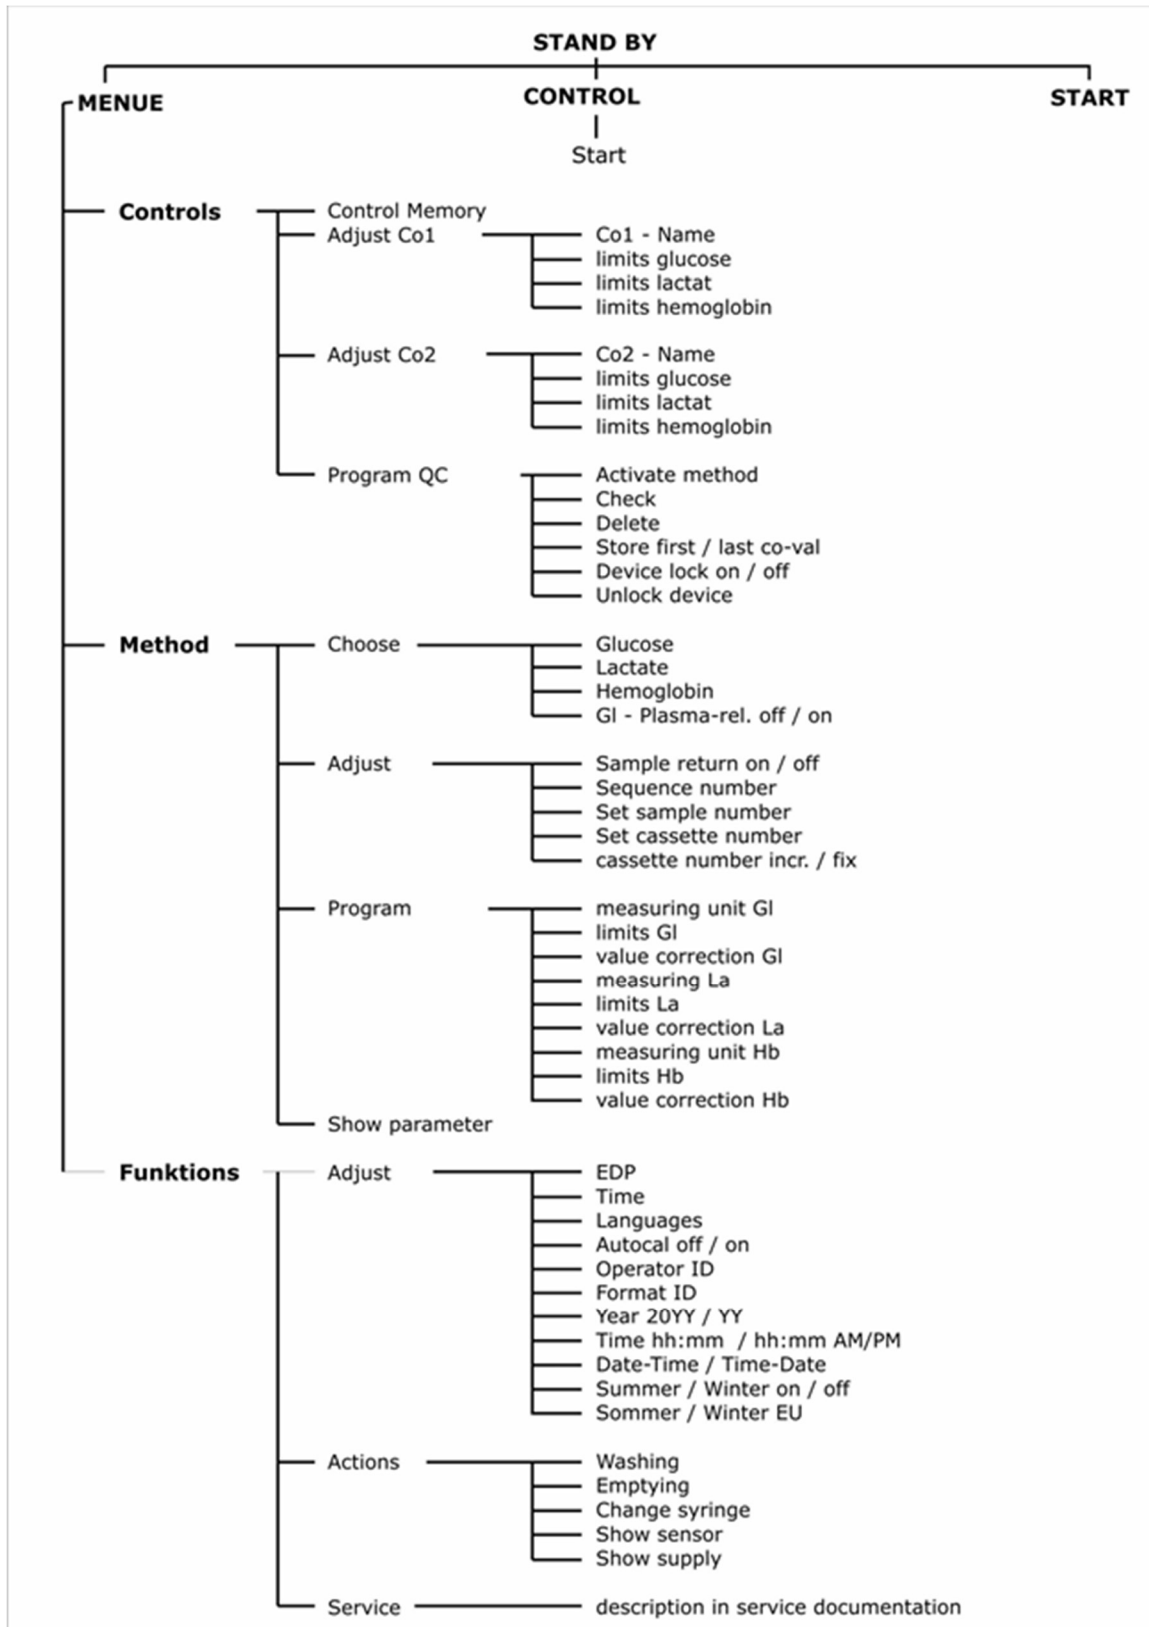 STAND BY
MENUE CONTROL START
Start
Controls Control Memory
Adjust Co1 Co1 - Name
limits glucose
limits lactat
limits hemoglobin
Adjust Co2 Co2 - Name
limits glucose
limits lactat
limits hemoglobin
Program QC Activate method
Check
Delete
Store first / last co-val
Device lock on / off
Unlock device
Method Choose Glucose
Lactate
Hemoglobin
Gl - Plasma-rel. off / on
Adjust Sample return on / off
Sequence number
Set sample number
Set cassette number
cassette number incr. / fix
Program measuring unit Gl
limits Gl
value correction Gl
measuring La
limits La
value correction La
measuring unit Hb
limits Hb
value correction Hb
Show parameter
Funktions Adjust EDP
Time
Languages
Autocal off / on
Operator ID
Format ID
Year 20YY / YY
Time hh:mm / hh:mm AM/PM
Date-Time / Time-Date
Summer / Winter on / off
Sommer / Winter EU
Actions Washing
Emptying
Change syringe
Show sensor
Show supply
Service description in service documentation